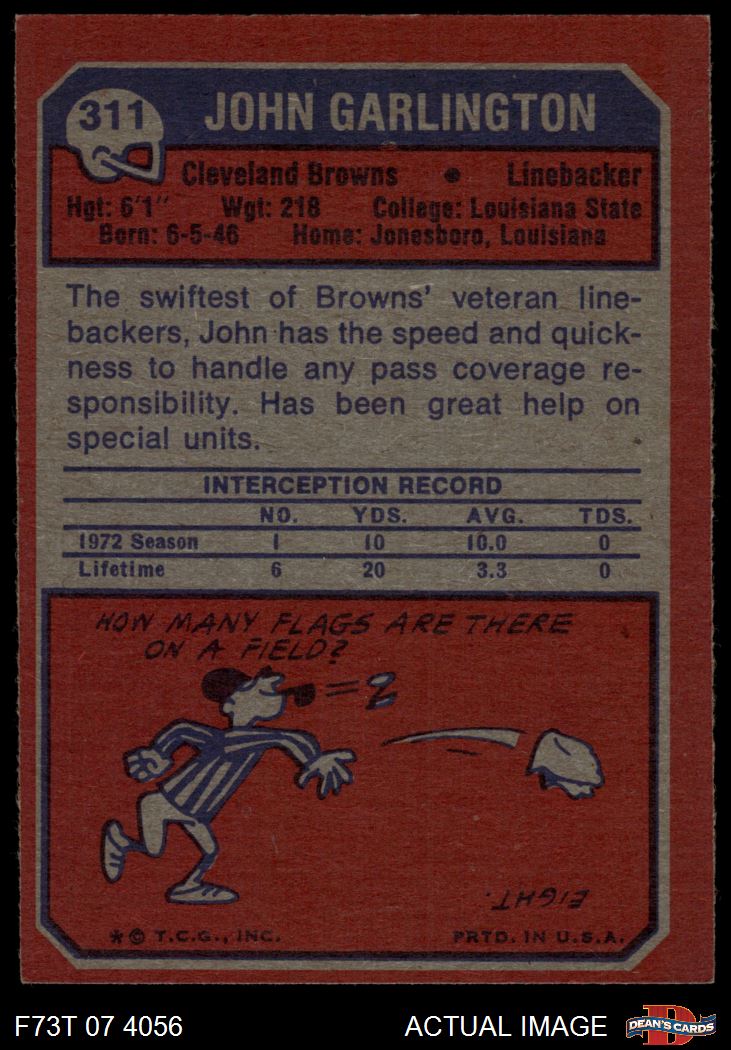 311
JOHN GARLINGTON
Cleveland Browns • Linebacker
Hgt: 6'1" Wgt: 218 College: Louisiana State
Born: 6-5-46 Home: Jonesboro, Louisiana
The swiftest of Browns' veteran line-
backers, John has the speed and quick-
ness to handle any pass coverage re-
sponsibility. Has been great help on
special units.
INTERCEPTION RECORD
NO. YDS. AVG. TDS.
1972 Season 1 10 10.0 0
Lifetime 6 20 3.3 0
HOW MANY FLAGS ARE THERE
ON A FIELD?
EIGHT.
* © T.C.G., INC. PRTD. IN U.S.A.
F73T 07 4056 ACTUAL IMAGE
D
DEAN'S CARDS